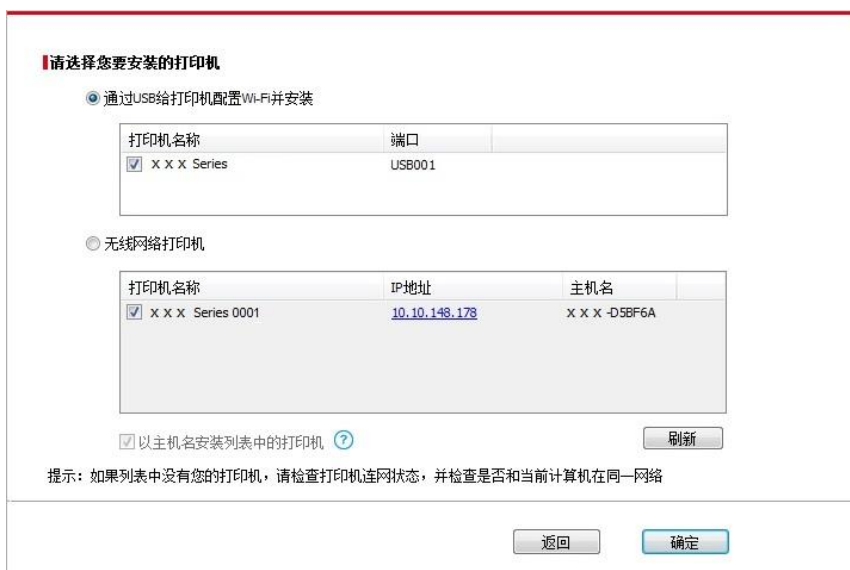 请选择您要安装的打印机
通过USB给打印机配置Wi-Fi并安装
打印机名称 端口
X X X Series USB001
无线网络打印机
打印机名称 IP地址 主机名
X X X Series 0001 10.10.148.178 X X X -D5BF6A
以主机名安装列表中的打印机 ?
刷新
提示：如果列表中没有您的打印机，请检查打印机连网状态，并检查是否和当前计算机在同一网络
返回 确定